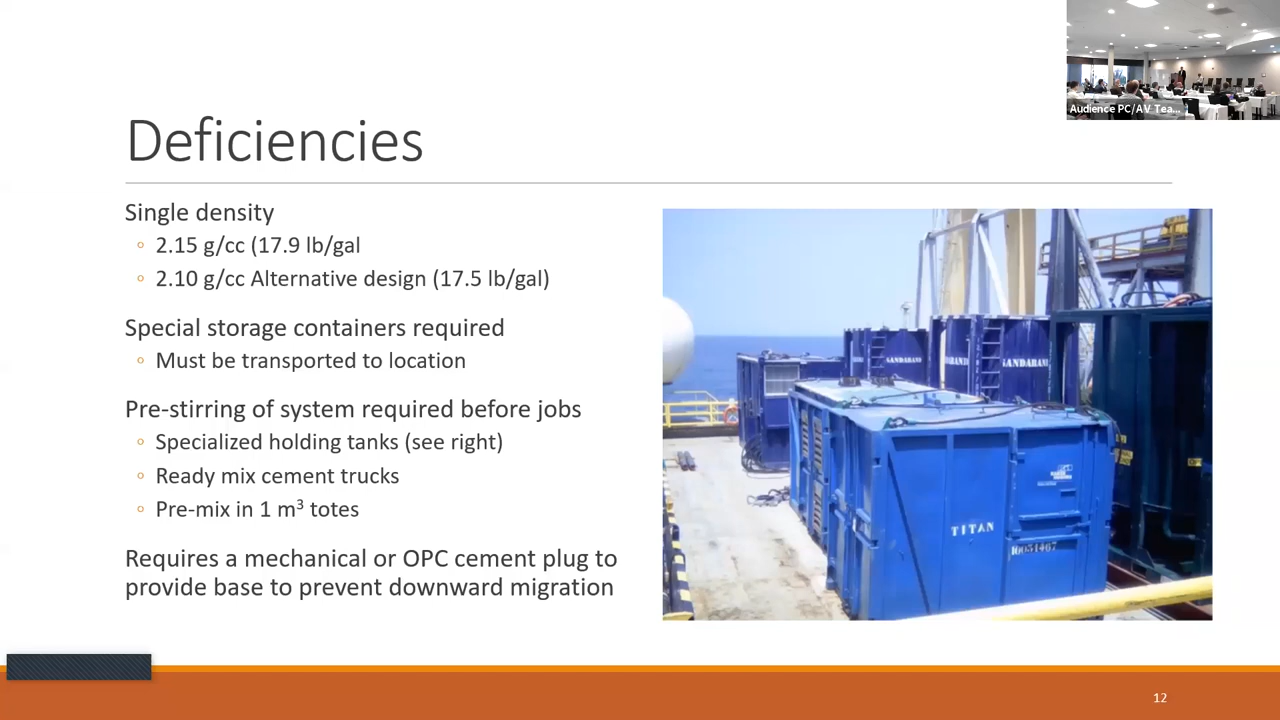 Audience PC/AV Tea...
Deficiencies
Single density
◦ 2.15 g/cc (17.9 lb/gal
◦ 2.10 g/cc Alternative design (17.5 lb/gal)
Special storage containers required
◦ Must be transported to location
Pre-stirring of system required before jobs
◦ Specialized holding tanks (see right)
◦ Ready mix cement trucks
◦ Pre-mix in 1 m³ totes
Requires a mechanical or OPC cement plug to
provide base to prevent downward migration
SANDABAND
SANDABAND
TITAN
10051467
12